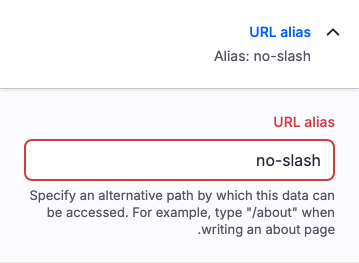 URL alias
Alias: no-slash
URL alias
no-slash
Specify an alternative path by which this data can
be accessed. For example, type "/about" when
.writing an about page